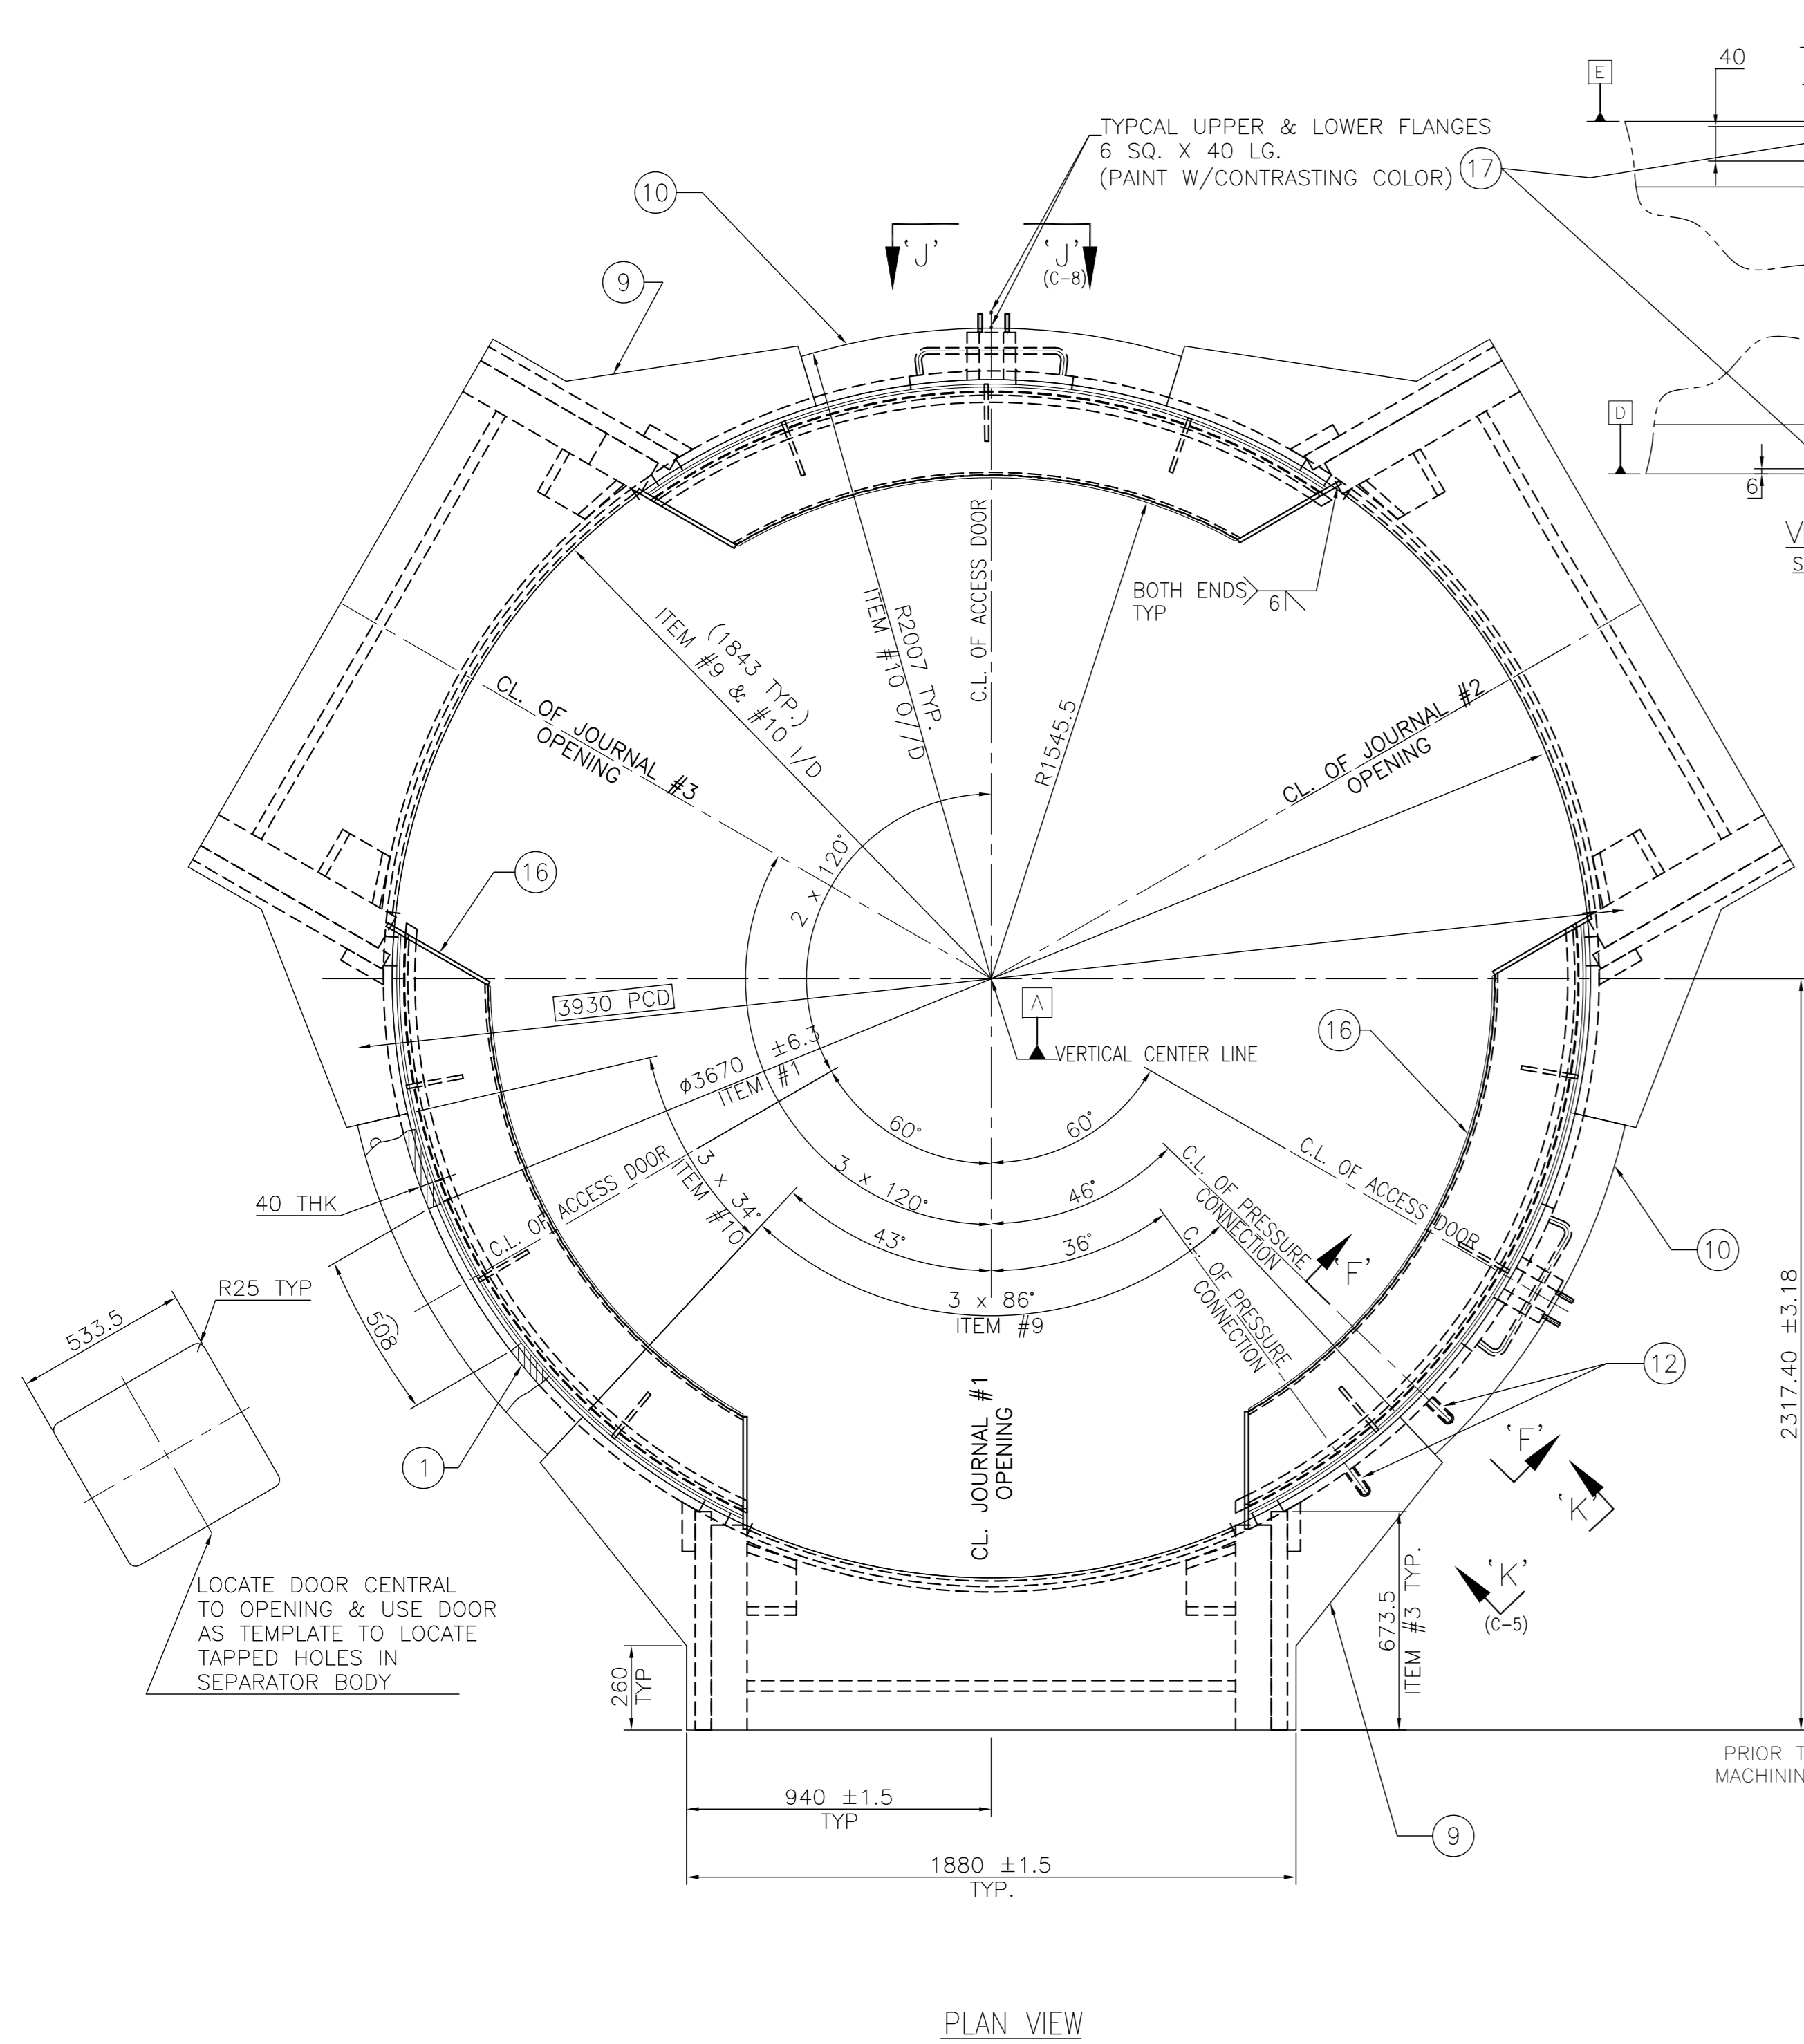 40
E
TYPCAL UPPER & LOWER FLANGES
6 SQ. X 40 LG.
(PAINT W/CONTRASTING COLOR)
17
10
'J'
'J'
(C-8)
9
D
6
BOTH ENDS
TYP
6
C.L. OF ACCESS DOOR
R2007 TYP.
ITEM #10 O//D
(1843 TYP.)
ITEM #9 & #10 I/D
R1545.5
CL. OF JOURNAL #3
OPENING
CL. OF JOURNAL #2
OPENING
2 x 120°
16
3930 PCD
A
VERTICAL CENTER LINE
16
ø3670 ±6.3
ITEM #1
60°
60°
C.L. OF ACCESS DOOR
3 x 34°
ITEM #10
3 x 120°
46°
C.L. OF PRESSURE
CONNECTION
C.L. OF ACCESS DOOR
40 THK
43°
36°
C.L. OF PRESSURE
CONNECTION
'F'
10
3 x 86°
ITEM #9
R25 TYP
533.5
508
2317.40 ±3.18
12
CL. JOURNAL #1
OPENING
1
'F'
'K'
'K'
(C-5)
LOCATE DOOR CENTRAL
TO OPENING & USE DOOR
AS TEMPLATE TO LOCATE
TAPPED HOLES IN
SEPARATOR BODY
673.5
ITEM #3 TYP.
260
TYP
PRIOR T
MACHININ
940 ±1.5
TYP
9
1880 ±1.5
TYP.
PLAN VIEW